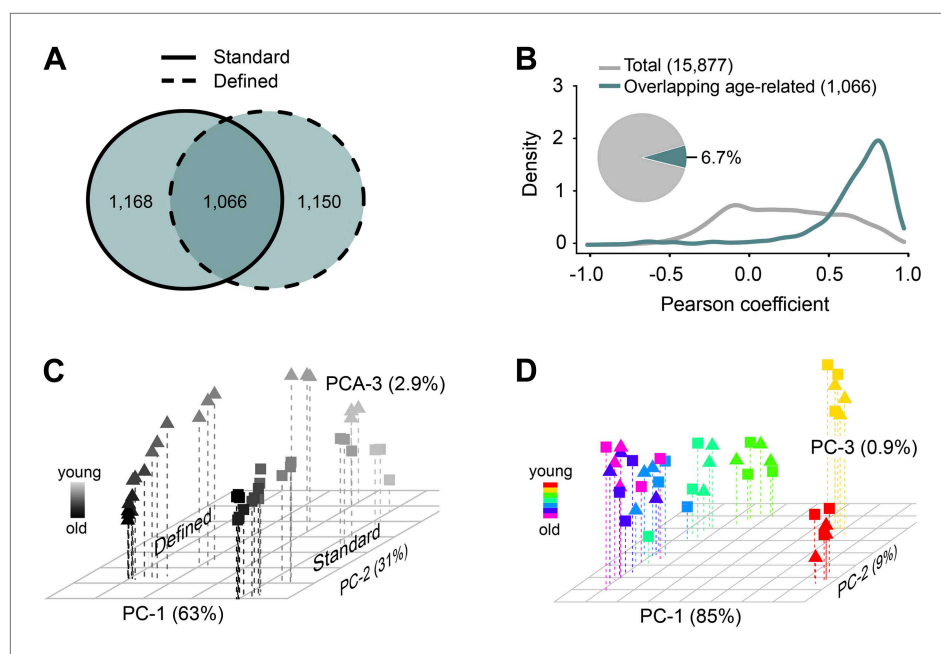 A
Standard
Defined
1,168
1,066
1,150
B
Total (15,877)
Overlapping age-related (1,066)
3
2
1
0
Density
6.7%
-1.0
-0.5
0.0
0.5
1.0
Pearson coefficient
C
PCA-3 (2.9%)
young
old
Defined
Standard
PC-2 (31%)
PC-1 (63%)
D
PC-3 (0.9%)
young
old
PC-2 (9%)
PC-1 (85%)